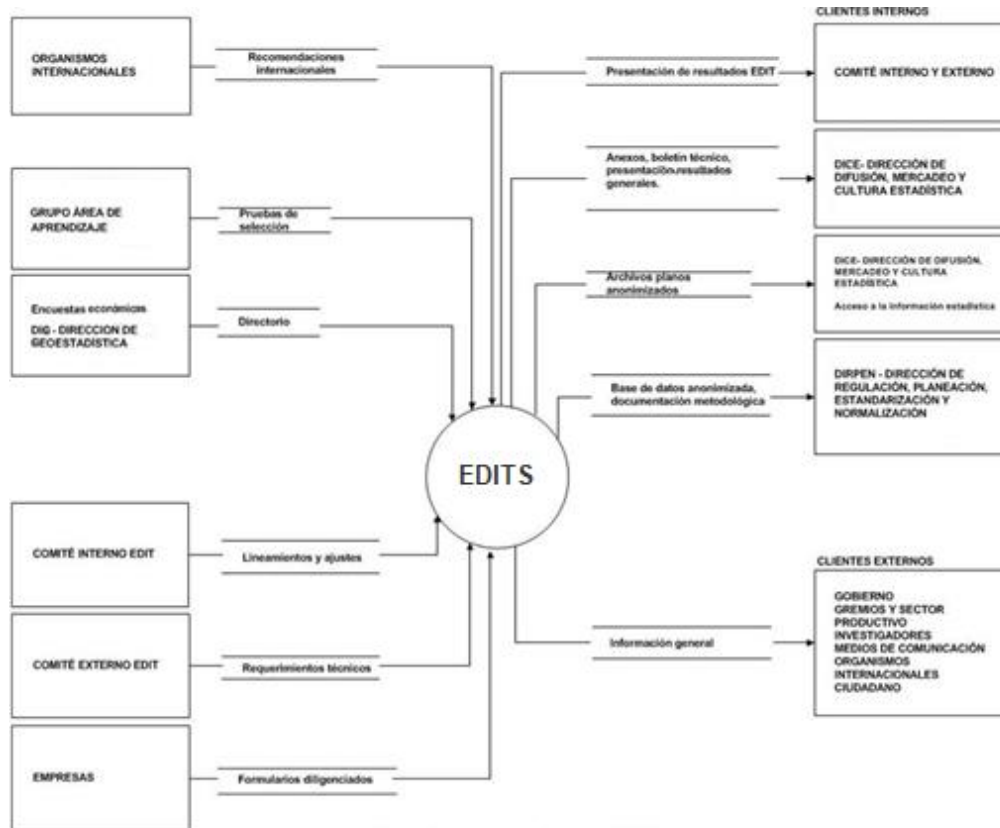 ORGANISMOS
INTERNACIONALES
Recomendaciones
internacionales
GRUPO ÁREA DE
APRENDIZAJE
Pruebas de
selección
Encuestas económicas
DIG - DIRECCIÓN DE
GEOESTADÍSTICA
Directorio
COMITÉ INTERNO EDIT
Lineamientos y ajustes
COMITÉ EXTERNO EDIT
Requerimientos técnicos
EMPRESAS
Formularios diligenciados
EDITS
CLIENTES INTERNOS
Presentación de resultados EDIT
COMITÉ INTERNO Y EXTERNO
Anexos, boletín técnico,
presentación-resultados
generales.
DICE- DIRECCIÓN DE
DIFUSIÓN, MERCADEO Y
CULTURA ESTADÍSTICA
Archivos planos
anonimizados
DICE- DIRECCIÓN DE DIFUSIÓN,
MERCADEO Y CULTURA
ESTADÍSTICA
Acceso a la información estadística
Base de datos anonimizada,
documentación metodológica
DIRPEN - DIRECCIÓN DE
REGULACIÓN, PLANEACIÓN,
ESTANDARIZACIÓN Y
NORMALIZACIÓN
CLIENTES EXTERNOS
Información general
GOBIERNO
GREMIOS Y SECTOR
PRODUCTIVO
INVESTIGADORES
MEDIOS DE COMUNICACIÓN
ORGANISMOS
INTERNACIONALES
CIUDADANO